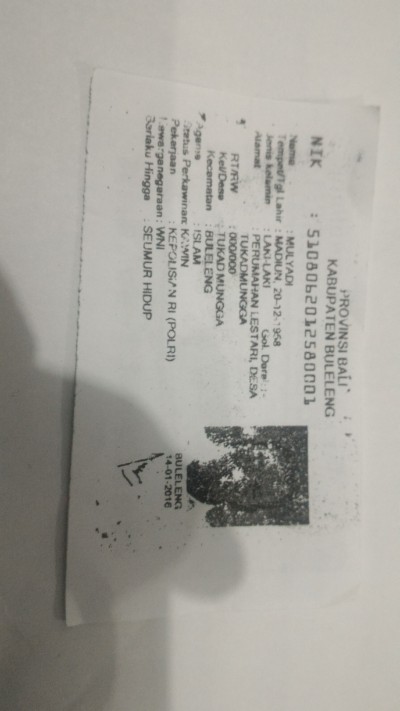 PROVINSI BALI
KABUPATEN BULELENG
NIK : 5108062012580001
Nama : MULYADI
Tempat/Tgl Lahir : MADIUN, 20-12-1958
Jenis kelamin : LAKI-LAKI Gol. Darah : -
Alamat : PERUMAHAN LESTARI, DESA
TUKADMUNGGA
RT/RW : 000/000
Kel/Desa : TUKAD MUNGGA
Kecamatan : BULELENG
Agama : ISLAM
Status Perkawinan: KAWIN
Pekerjaan : KEPOLISIAN RI (POLRI)
Kewarganegaraan : WNI
Berlaku Hingga : SEUMUR HIDUP
BULELENG
14-01-2016